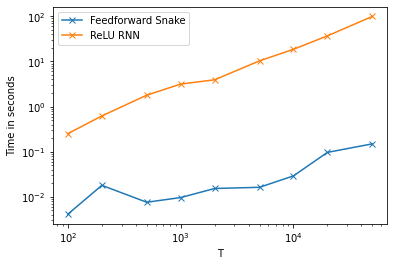 Feedforward Snake
ReLU RNN
Time in seconds
10²
10¹
10⁰
10⁻¹
10⁻²
10² 10³ 10⁴
T